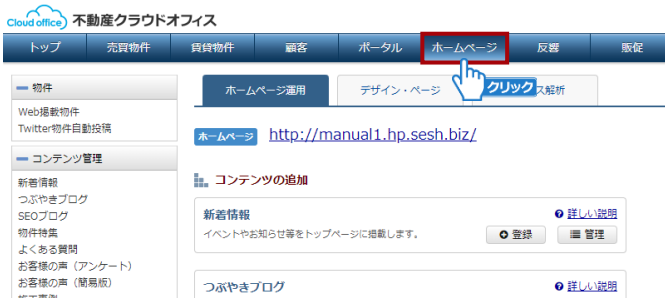 Cloud office 不動産クラウドオフィス
トップ 売買物件 賃貸物件 顧客 ポータル ホームページ 反響 販促
クリック
物件
Web掲載物件
Twitter物件自動投稿
コンテンツ管理
新着情報
つぶやきブログ
SEOブログ
物件特集
よくある質問
お客様の声（アンケート）
お客様の声（簡易版）
ホームページ運用 デザイン・ページ ス解析
ホームページ http://manual1.hp.sesh.biz/
コンテンツの追加
新着情報 詳しい説明
イベントやお知らせ等をトップページに掲載します。 登録 管理
つぶやきブログ 詳しい説明